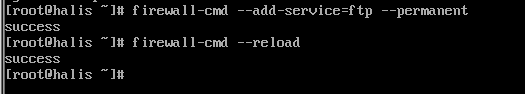 [root@halis ~]# firewall-cmd --add-service=ftp --permanent
success
[root@halis ~]# firewall-cmd --reload
success
[root@halis ~]#